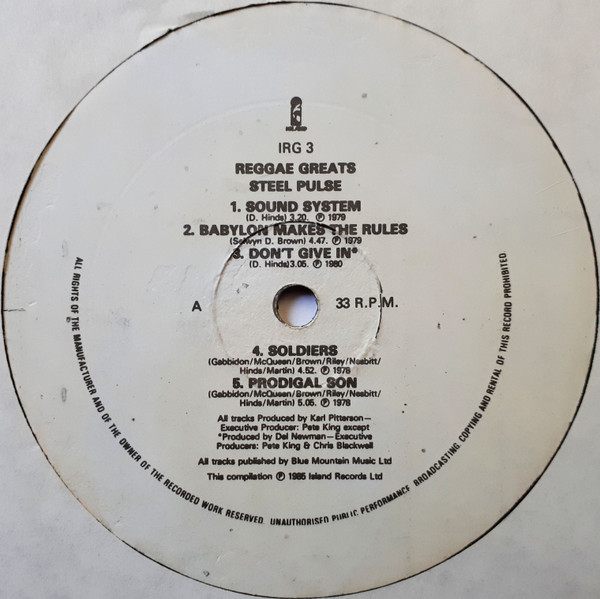 ISLAND
IRG 3
REGGAE GREATS
STEEL PULSE
1. SOUND SYSTEM
(D. Hinds) 3.20. ℗ 1979
2. BABYLON MAKES THE RULES
(Selwyn D. Brown) 4.47. ℗ 1979
3. DON'T GIVE IN*
(D. Hinds) 3.05. ℗ 1980
A
33 R.P.M.
4. SOLDIERS
(Gabbidon/McQueen/Brown/Riley/Nesbitt/
Hinds/Martin) 4.52. ℗ 1978
5. PRODIGAL SON
(Gabbidon/McQueen/Brown/Riley/Nesbitt/
Hinds/Martin) 5.05. ℗ 1978
All tracks Produced by Karl Pitterson—
Executive Producer: Pete King except
*Produced by Del Newman—Executive
Producers: Pete King & Chris Blackwell
All tracks published by Blue Mountain Music Ltd
This compilation ℗ 1985 Island Records Ltd
ALL RIGHTS OF THE MANUFACTURER AND OF THE OWNER OF THE RECORDED WORK RESERVED. UNAUTHORISED PUBLIC PERFORMANCE, BROADCASTING, COPYING AND RENTAL OF THIS RECORD PROHIBITED